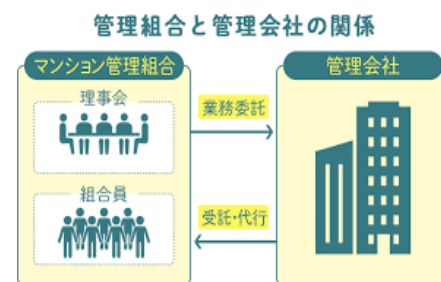 管理組合と管理会社の関係
マンション管理組合
理事会
組合員
業務委託
受託・代行
管理会社